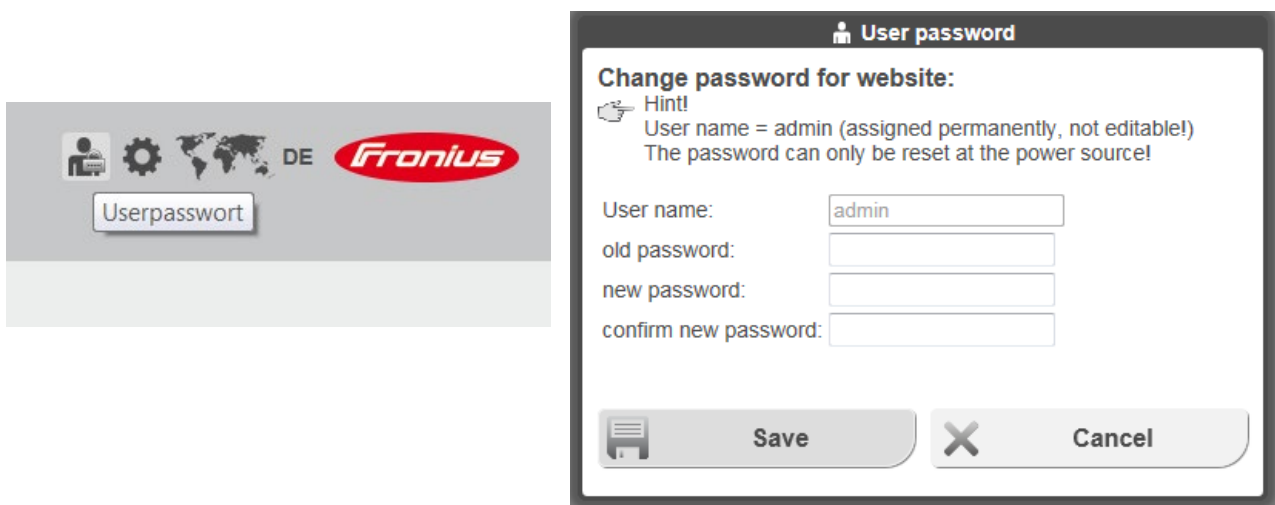 DE
Fronius
Userpasswort
User password
Change password for website:
Hint!
User name = admin (assigned permanently, not editable!)
The password can only be reset at the power source!
User name: admin
old password:
new password:
confirm new password:
Save Cancel